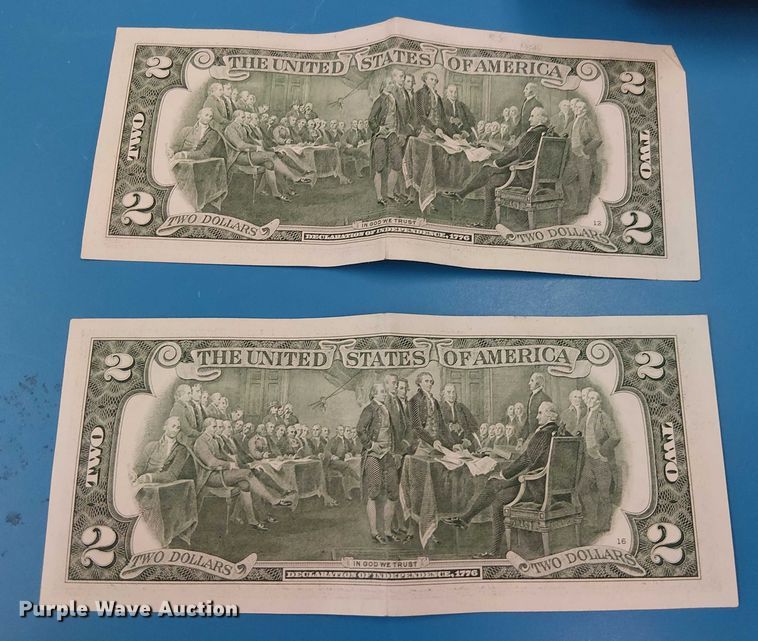 2 THE UNITED STATES OF AMERICA 2
TWO TWO
2 TWO DOLLARS IN GOD WE TRUST 12 TWO DOLLARS 2
DECLARATION OF INDEPENDENCE, 1776
2 THE UNITED STATES OF AMERICA 2
TWO TWO
2 TWO DOLLARS IN GOD WE TRUST 16 TWO DOLLARS 2
DECLARATION OF INDEPENDENCE, 1776
Purple Wave Auction